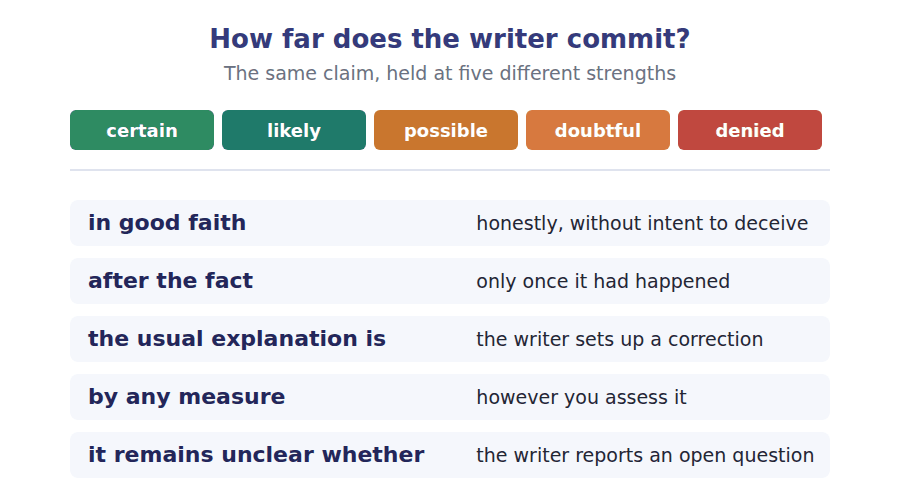 How far does the writer commit?
The same claim, held at five different strengths
certain likely possible doubtful denied
in good faith honestly, without intent to deceive
after the fact only once it had happened
the usual explanation is the writer sets up a correction
by any measure however you assess it
it remains unclear whether the writer reports an open question